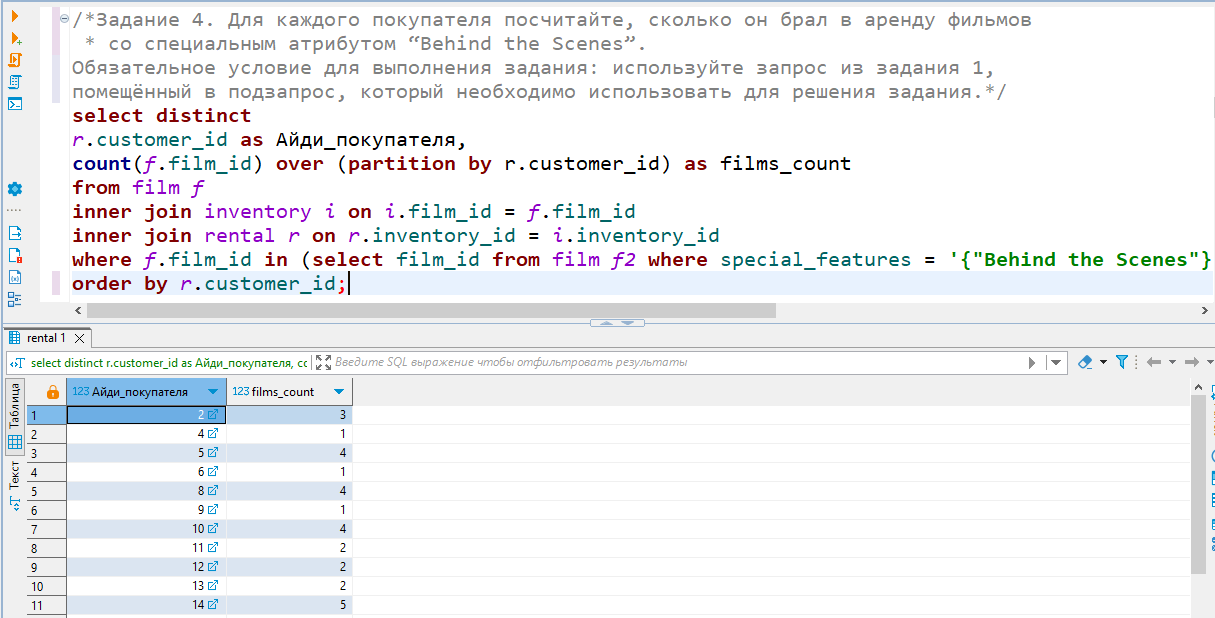 /*Задание 4. Для каждого покупателя посчитайте, сколько он брал в аренду фильмов
* со специальным атрибутом “Behind the Scenes”.
Обязательное условие для выполнения задания: используйте запрос из задания 1,
помещённый в подзапрос, который необходимо использовать для решения задания.*/
select distinct
r.customer_id as Айди_покупателя,
count(f.film_id) over (partition by r.customer_id) as films_count
from film f
inner join inventory i on i.film_id = f.film_id
inner join rental r on r.inventory_id = i.inventory_id
where f.film_id in (select film_id from film f2 where special_features = '{"Behind the Scenes"}
order by r.customer_id;
rental 1
select distinct r.customer_id as Айди_покупателя, cc
Введите SQL выражение чтобы отфильтровать результаты
Таблица
Текст
123 Айди_покупателя 123 films_count
1 2 3
2 4 1
3 5 4
4 6 1
5 8 4
6 9 1
7 10 4
8 11 2
9 12 2
10 13 2
11 14 5